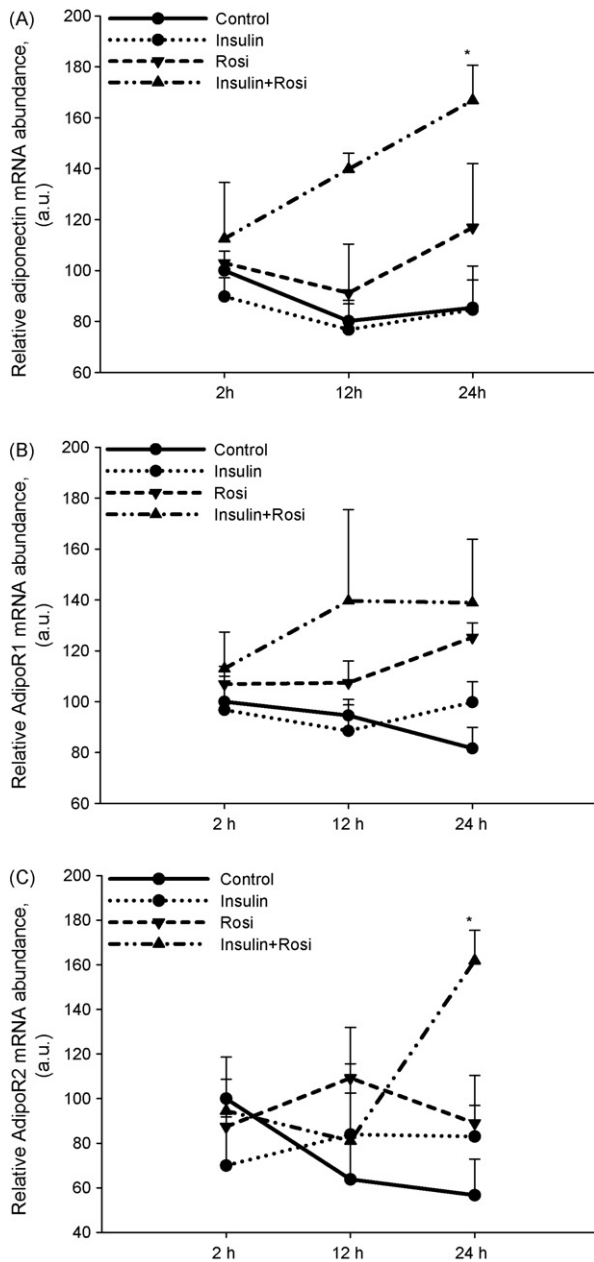 (A)
Relative adiponectin mRNA abundance,
(a.u.)
200
180
160
140
120
100
80
60
Control
Insulin
Rosi
Insulin+Rosi
*
2h
12h
24h
(B)
Relative AdipoR1 mRNA abundance,
(a.u.)
200
180
160
140
120
100
80
60
Control
Insulin
Rosi
Insulin+Rosi
2 h
12 h
24 h
(C)
Relative AdpoR2 mRNA abundance,
(a.u.)
200
180
160
140
120
100
80
60
40
Control
Insulin
Rosi
Insulin+Rosi
*
2 h
12 h
24 h